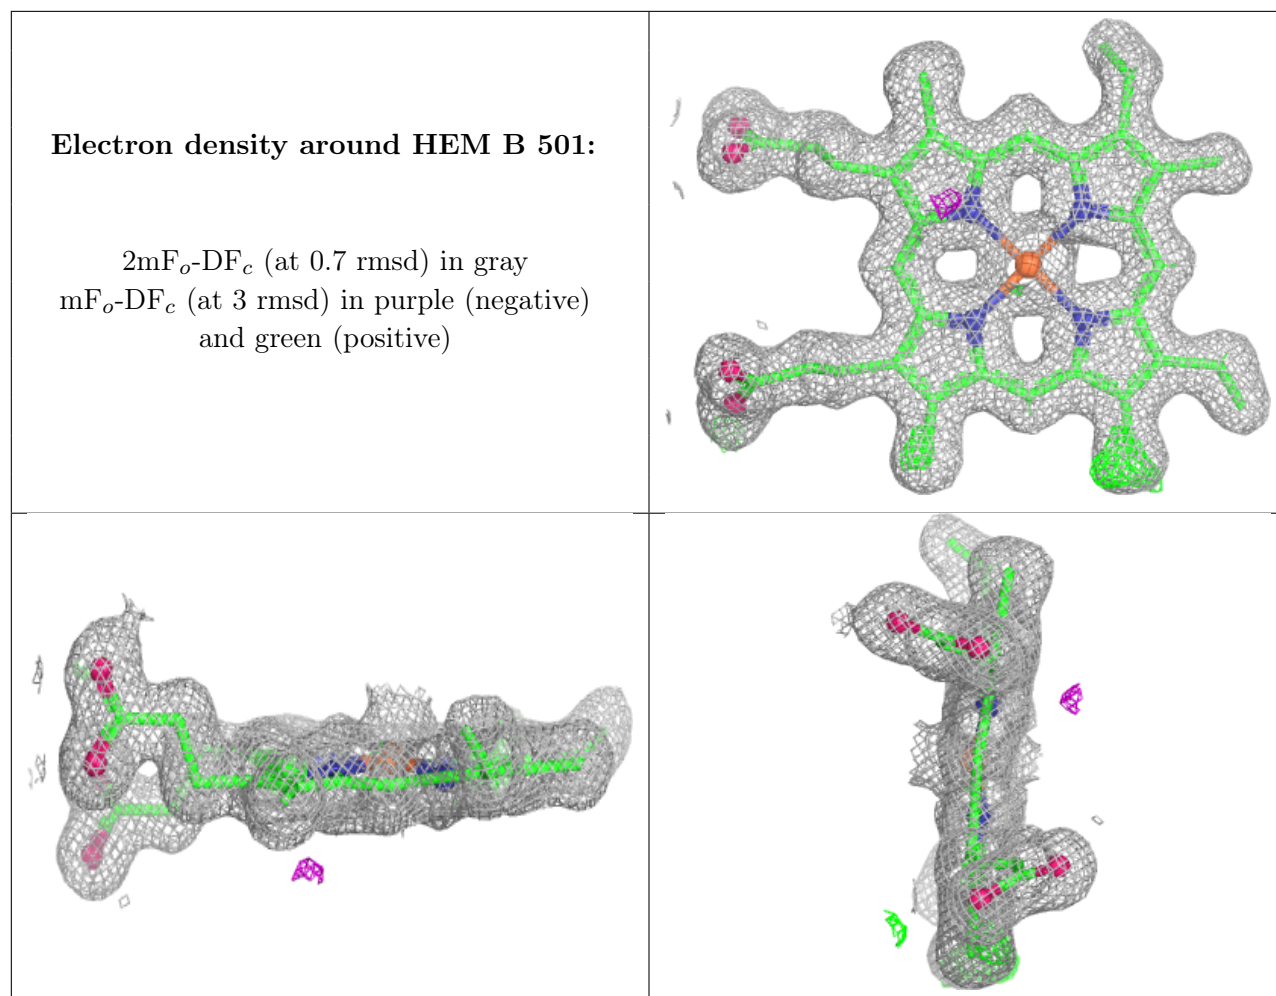 Electron density around HEM B 501:
2mFo-DFc (at 0.7 rmsd) in gray
mFo-DFc (at 3 rmsd) in purple (negative)
and green (positive)